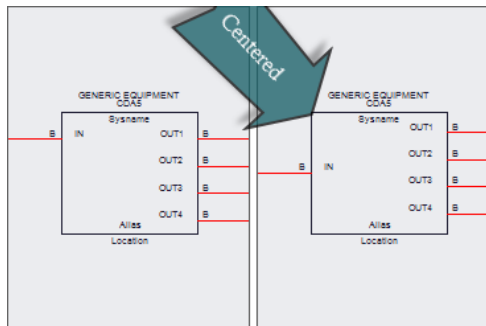 Centered
GENERIC EQUIPMENT
CDA5
Sysname
B IN OUT1 B
OUT2 B
OUT3 B
OUT4 B
Alias
Location
GENERIC EQUIPMENT
CDA5
Sysname
OUT1 B
OUT2 B
B IN
OUT3 B
OUT4 B
Alias
Location